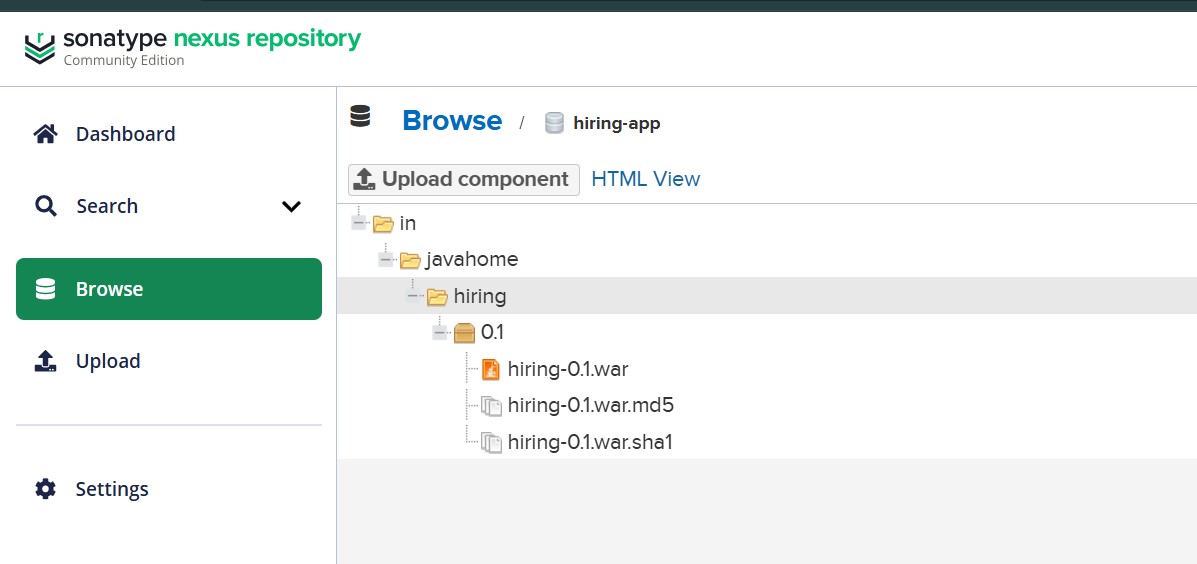 sonatype nexus repository
Community Edition
Dashboard
Search
Browse
Upload
Settings
Browse / hiring-app
Upload component HTML View
in
javahome
hiring
0.1
hiring-0.1.war
hiring-0.1.war.md5
hiring-0.1.war.sha1